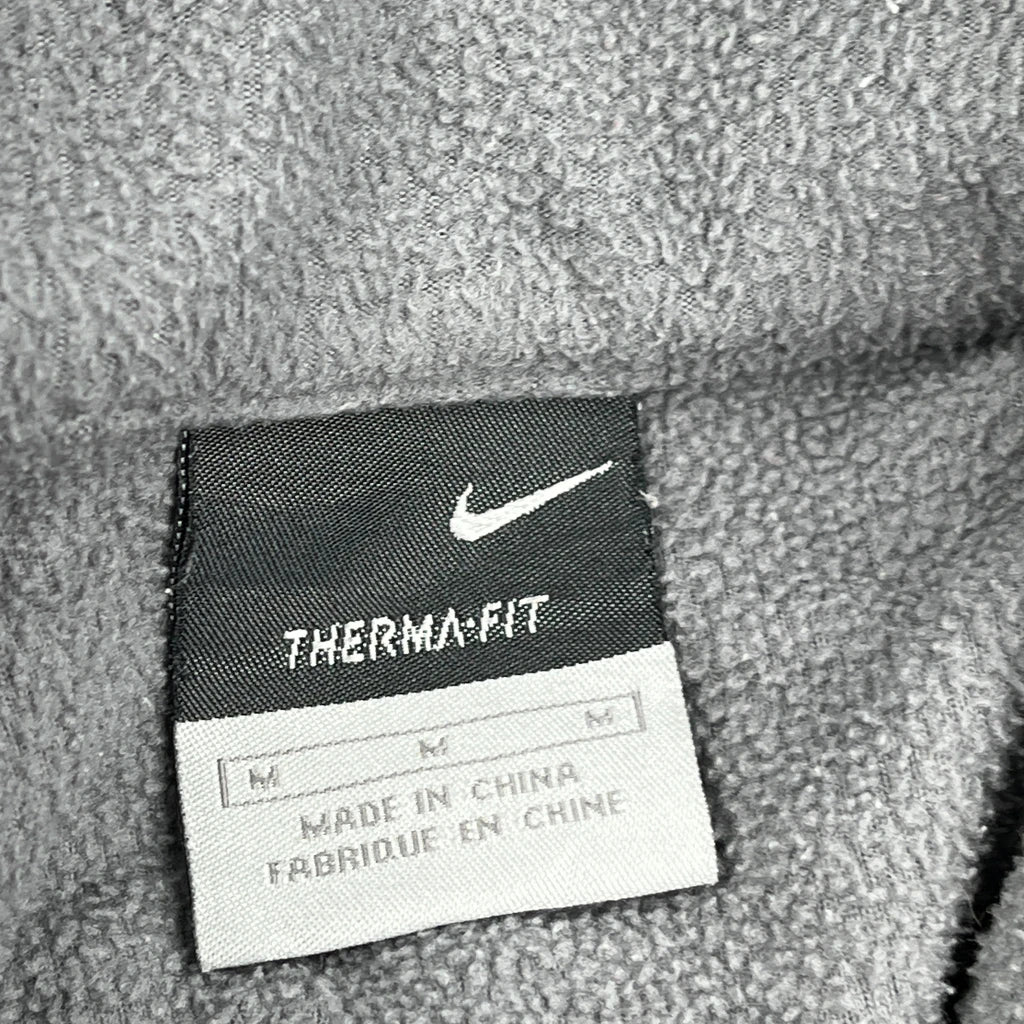 THERMA·FIT
M M M
MADE IN CHINA
FABRIQUE EN CHINE